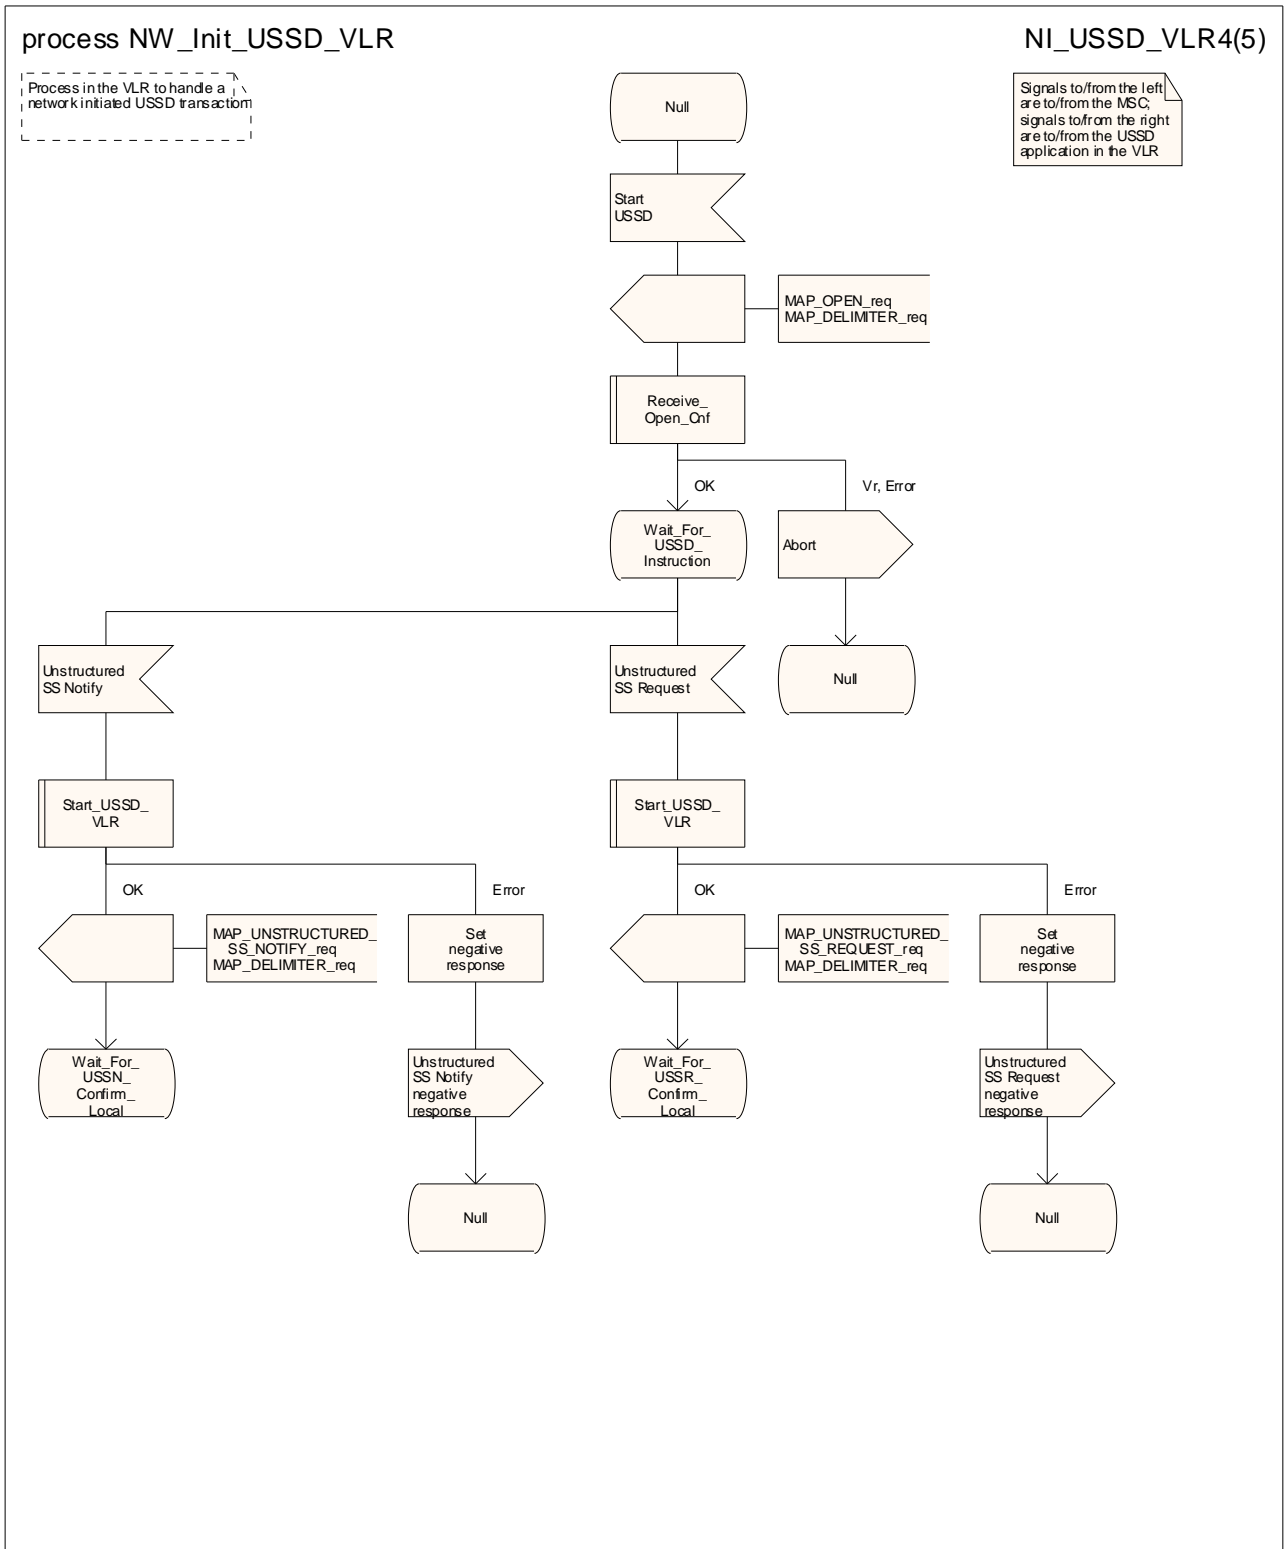 process NW_Init_USSD_VLR
NI_USSD_VLR4(5)
Process in the VLR to handle a
network initiated USSD transaction
Signals to/from the left
are to/from the MSC;
signals to/from the right
are to/from the USSD
application in the VLR
Null
Start
USSD
MAP_OPEN_req
MAP_DELIMITER_req
Receive_
Open_Cnf
OK
Vr, Error
Wait_For_
USSD_
Instruction
Abort
Unstructured
SS Notify
Unstructured
SS Request
Null
Start_USSD_
VLR
Start_USSD_
VLR
OK
Error
OK
Error
MAP_UNSTRUCTURED_
SS_NOTIFY_req
MAP_DELIMITER_req
Set
negative
response
MAP_UNSTRUCTURED_
SS_REQUEST_req
MAP_DELIMITER_req
Set
negative
response
Wait_For_
USSN_
Confirm_
Local
Unstructured
SS Notify
negative
response
Wait_For_
USSR_
Confirm_
Local
Unstructured
SS Request
negative
response
Null
Null